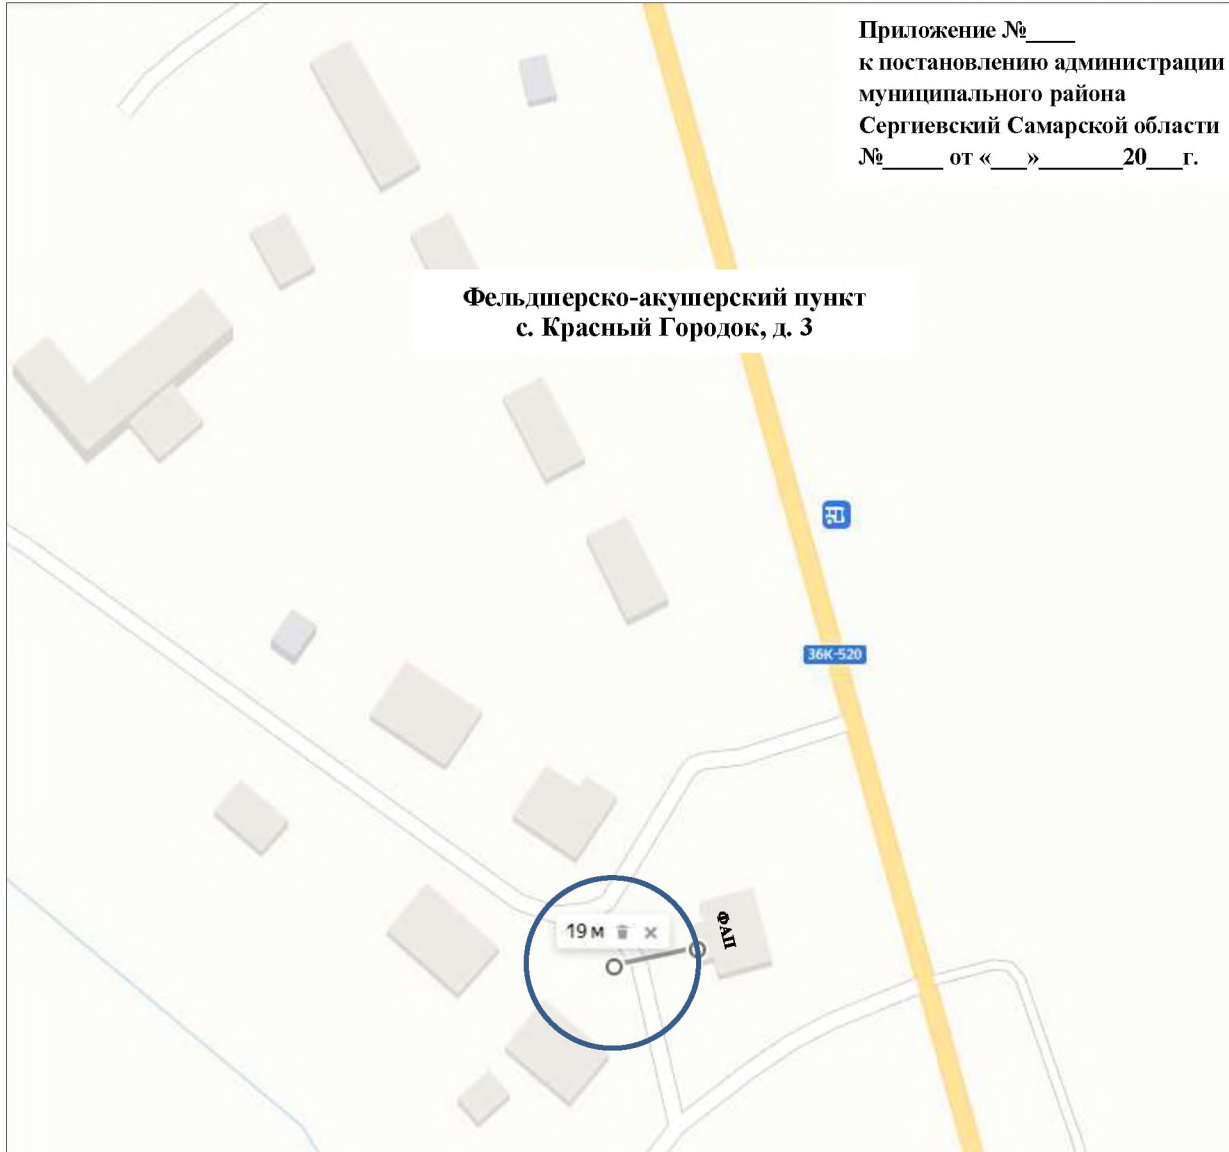 Приложение №____
к постановлению администрации
муниципального района
Сергиевский Самарской области
№_____ от «___»_______20___г.
Фельдшерско-акушерский пункт
с. Красный Городок, д. 3
36К-520
19 м
ФАП